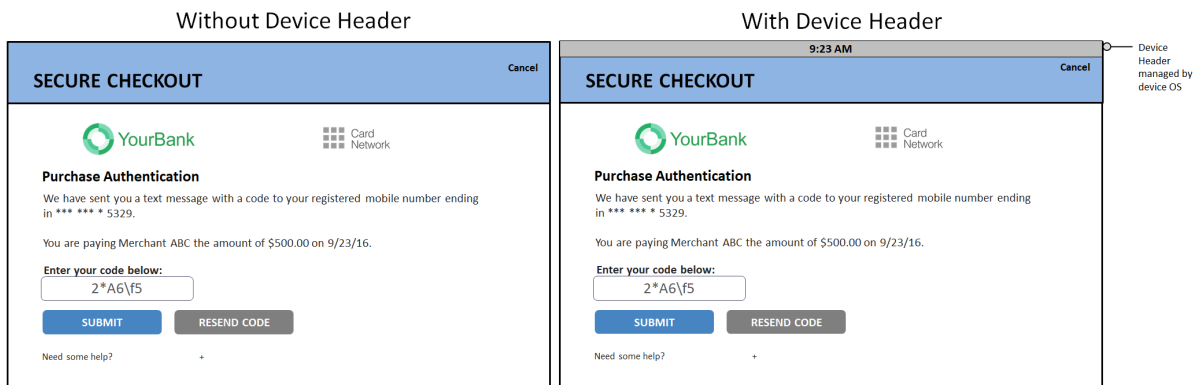 Without Device Header
SECURE CHECKOUT
Cancel
YourBank
Card
Network
Purchase Authentication
We have sent you a text message with a code to your registered mobile number ending
in *** *** * 5329.
You are paying Merchant ABC the amount of $500.00 on 9/23/16.
Enter your code below:
2*A6\f5
SUBMIT
RESEND CODE
Need some help?
+
With Device Header
9:23 AM
SECURE CHECKOUT
Cancel
YourBank
Card
Network
Purchase Authentication
We have sent you a text message with a code to your registered mobile number ending
in *** *** * 5329.
You are paying Merchant ABC the amount of $500.00 on 9/23/16.
Enter your code below:
2*A6\f5
SUBMIT
RESEND CODE
Need some help?
+
Device
Header
managed by
device OS